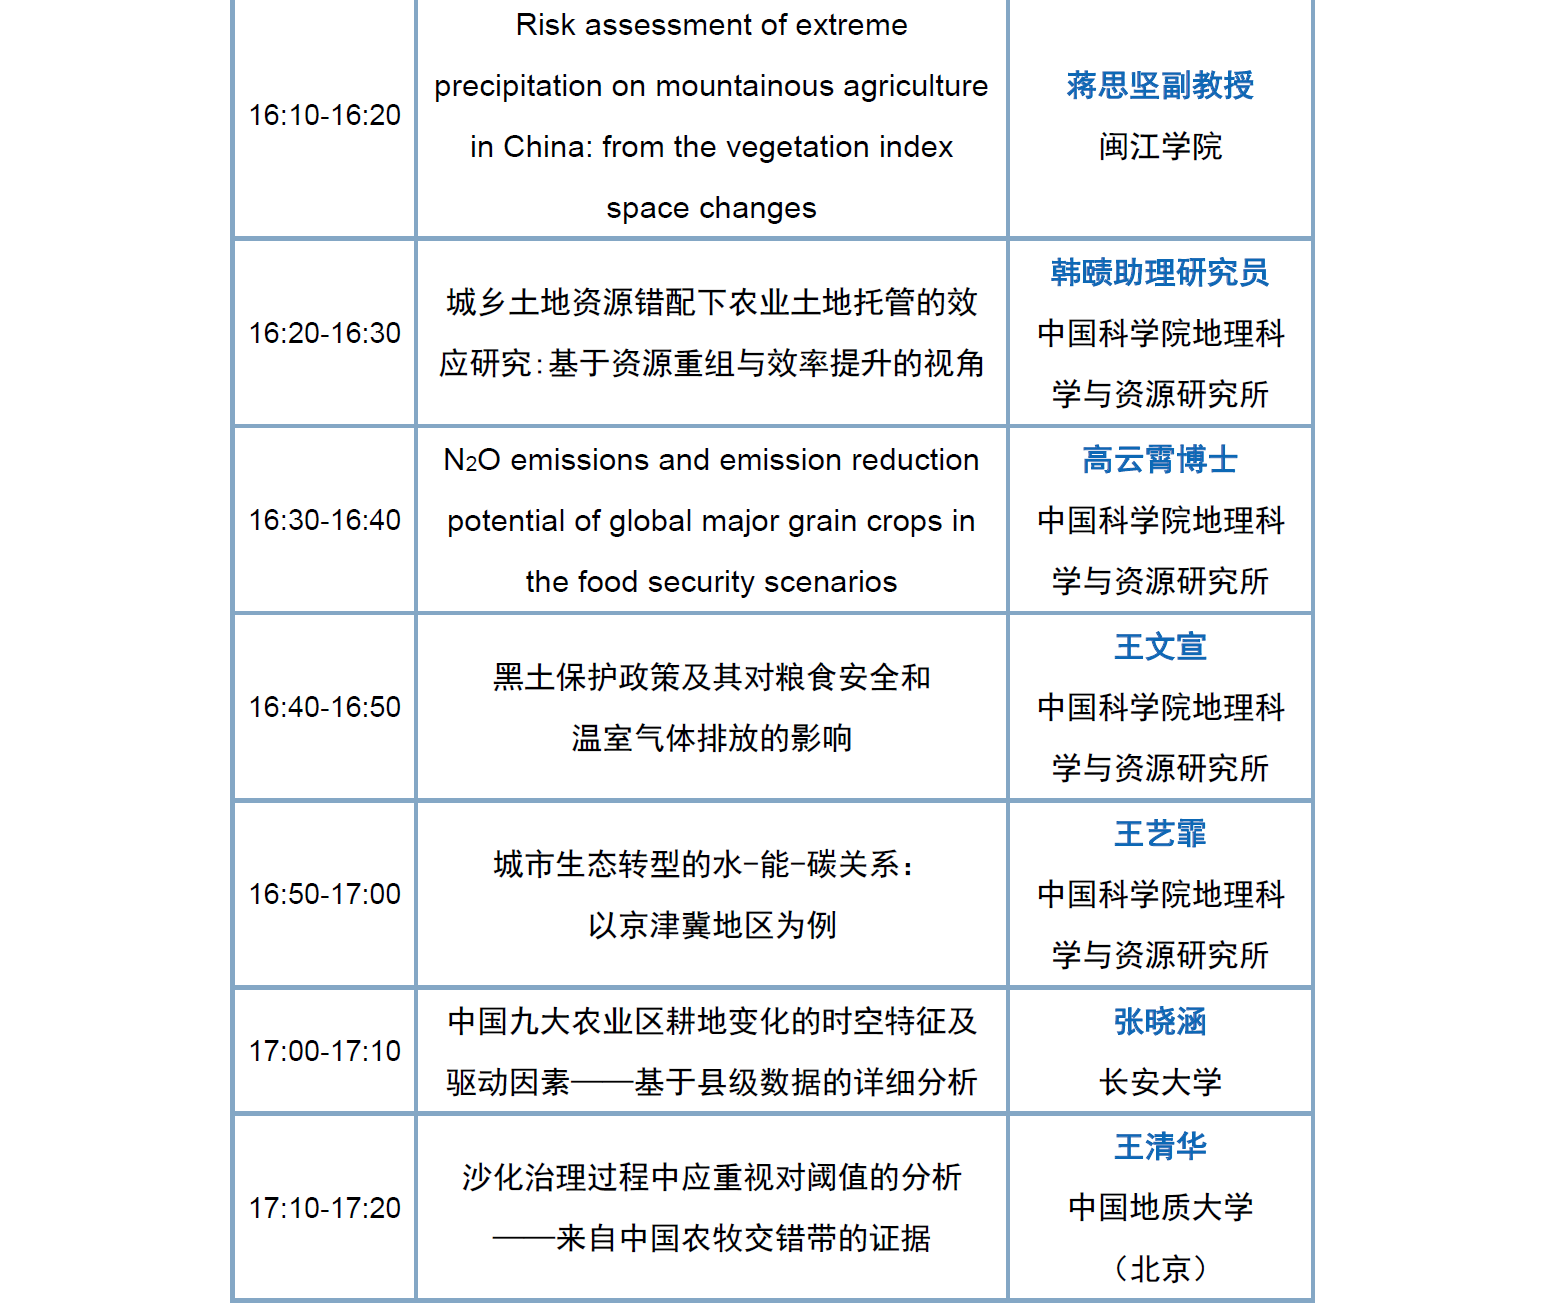 16:10-16:20
Risk assessment of extreme
precipitation on mountainous agriculture
in China: from the vegetation index
space changes
蒋思坚副教授
闽江学院
16:20-16:30
城乡土地资源错配下农业土地托管的效
应研究:基于资源重组与效率提升的视角
韩赜助理研究员
中国科学院地理科
学与资源研究所
16:30-16:40
N₂O emissions and emission reduction
potential of global major grain crops in
the food security scenarios
高云霄博士
中国科学院地理科
学与资源研究所
16:40-16:50
黑土保护政策及其对粮食安全和
温室气体排放的影响
王文宣
中国科学院地理科
学与资源研究所
16:50-17:00
城市生态转型的水-能-碳关系：
以京津冀地区为例
王艺霏
中国科学院地理科
学与资源研究所
17:00-17:10
中国九大农业区耕地变化的时空特征及
驱动因素——基于县级数据的详细分析
张晓涵
长安大学
17:10-17:20
沙化治理过程中应重视对阈值的分析
——来自中国农牧交错带的证据
王清华
中国地质大学
（北京）